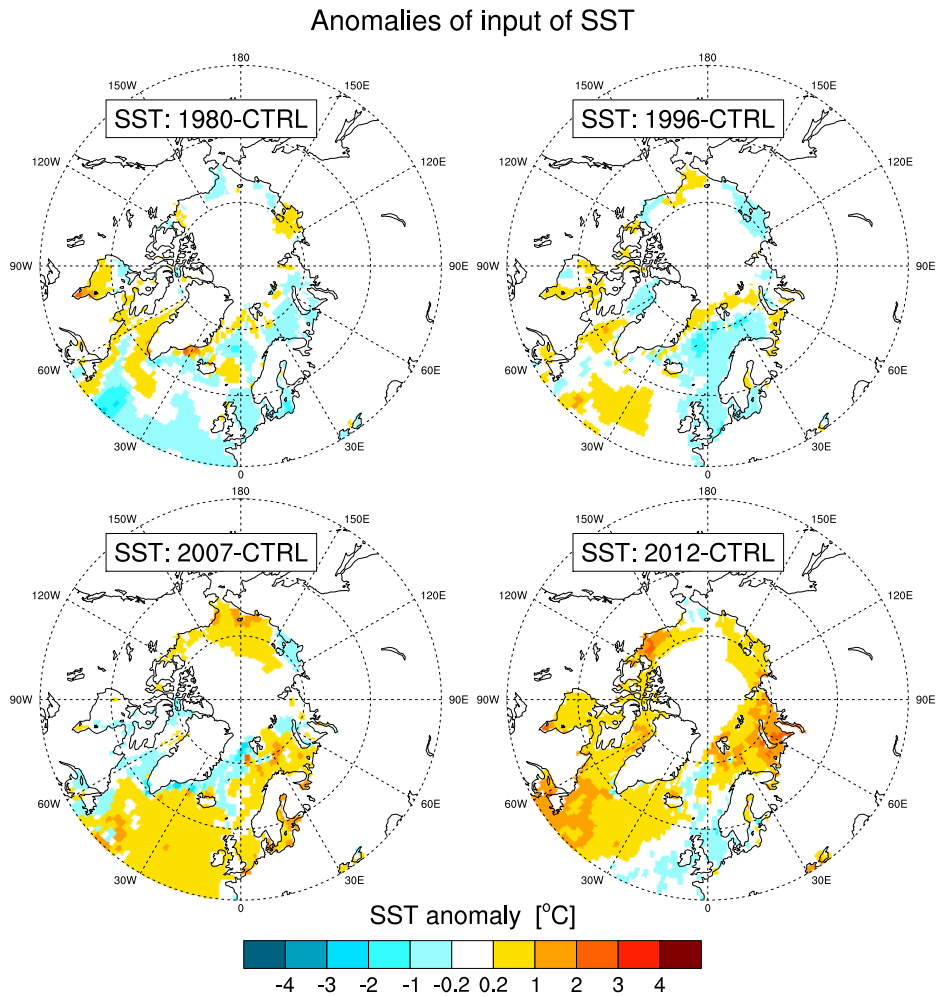 Anomalies of input of SST
180
180
150W
150E
150W
150E
SST: 1980-CTRL
SST: 1996-CTRL
120W
120E
120W
120E
90W
90E
90W
90E
60W
60E
60W
60E
30W
30E
30W
30E
0
0
180
180
150W
150E
150W
150E
SST: 2007-CTRL
SST: 2012-CTRL
120W
120E
120W
120E
90W
90E
90W
90E
60W
60E
60W
60E
30W
30E
30W
30E
0
0
SST anomaly [°C]
-4 -3 -2 -1 -0.2 0.2 1 2 3 4